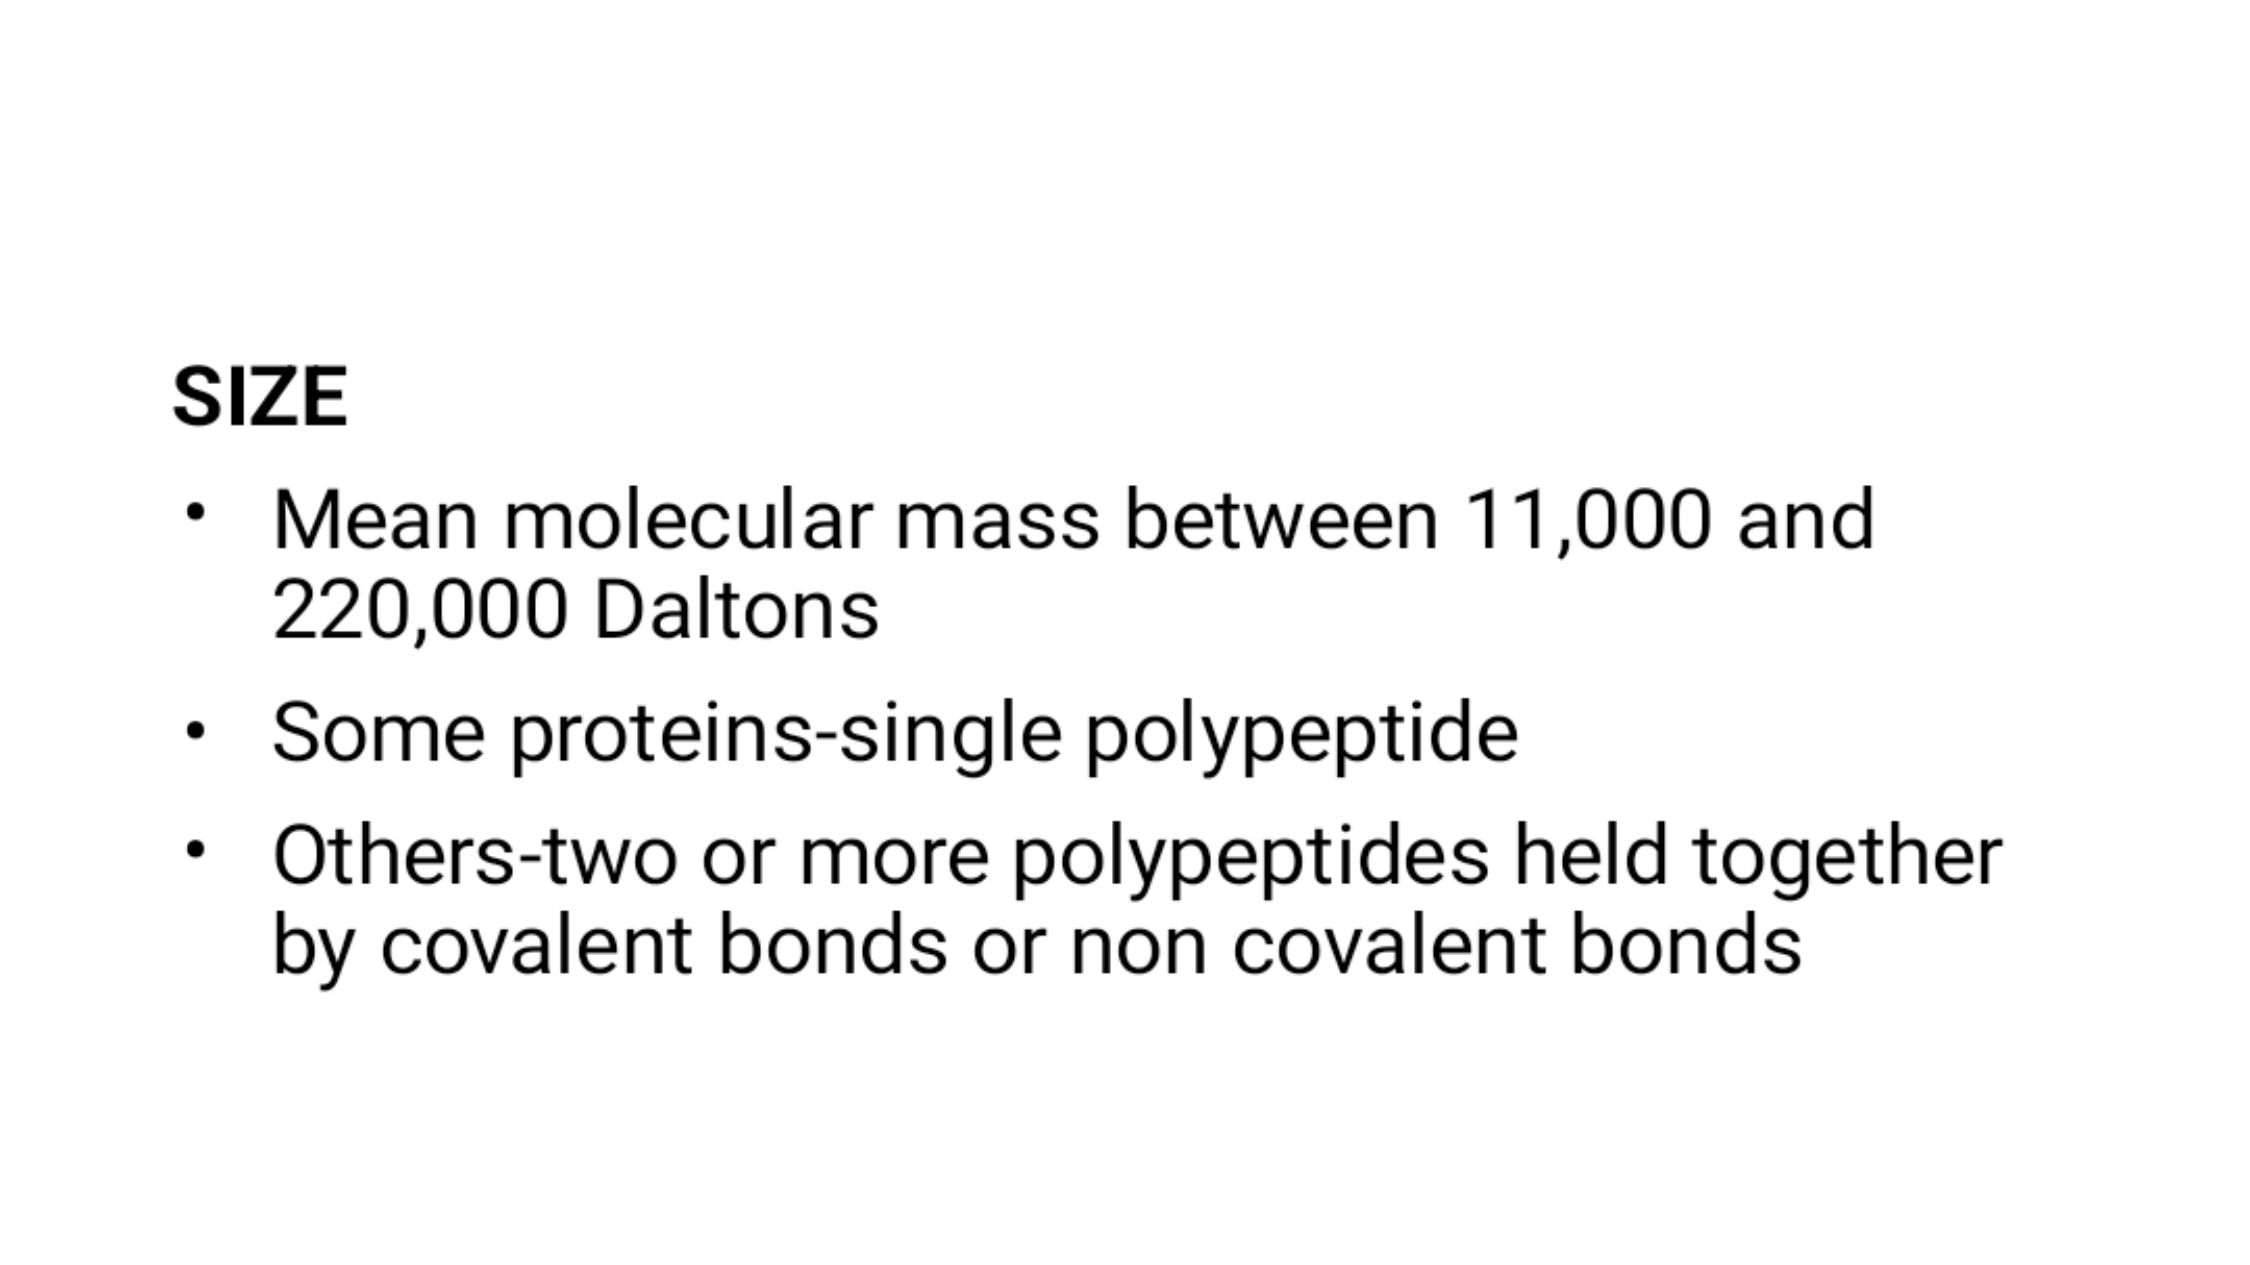 SIZE
• Mean molecular mass between 11,000 and
220,000 Daltons
• Some proteins-single polypeptide
• Others-two or more polypeptides held together
by covalent bonds or non covalent bonds